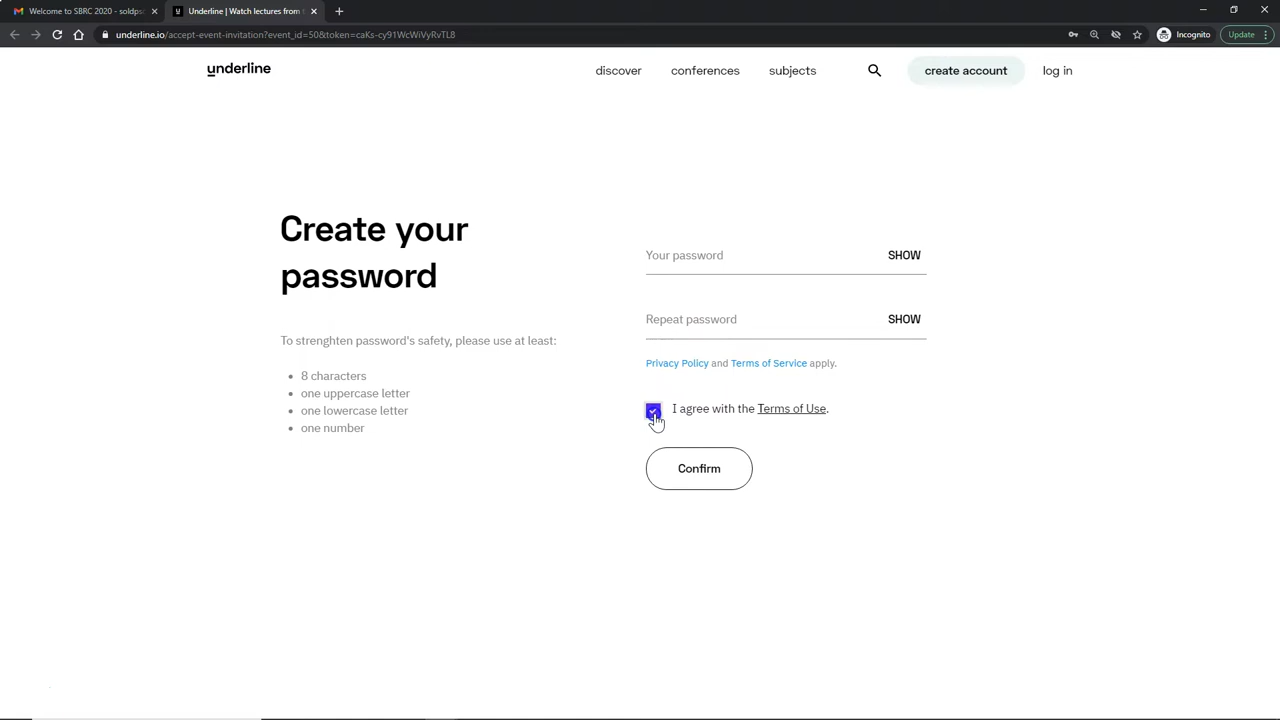 Welcome to SBRC 2020 - soldps
Underline | Watch lectures from t
underline.io/accept-event-invitation?event_id=50&token=caKs-cy91WcWiVyRvTL8
Incognito
Update
underline
discover
conferences
subjects
create account
log in
Create your
password
To strenghten password's safety, please use at least:
8 characters
one uppercase letter
one lowercase letter
one number
Your password
SHOW
Repeat password
SHOW
Privacy Policy and Terms of Service apply.
I agree with the Terms of Use.
Confirm